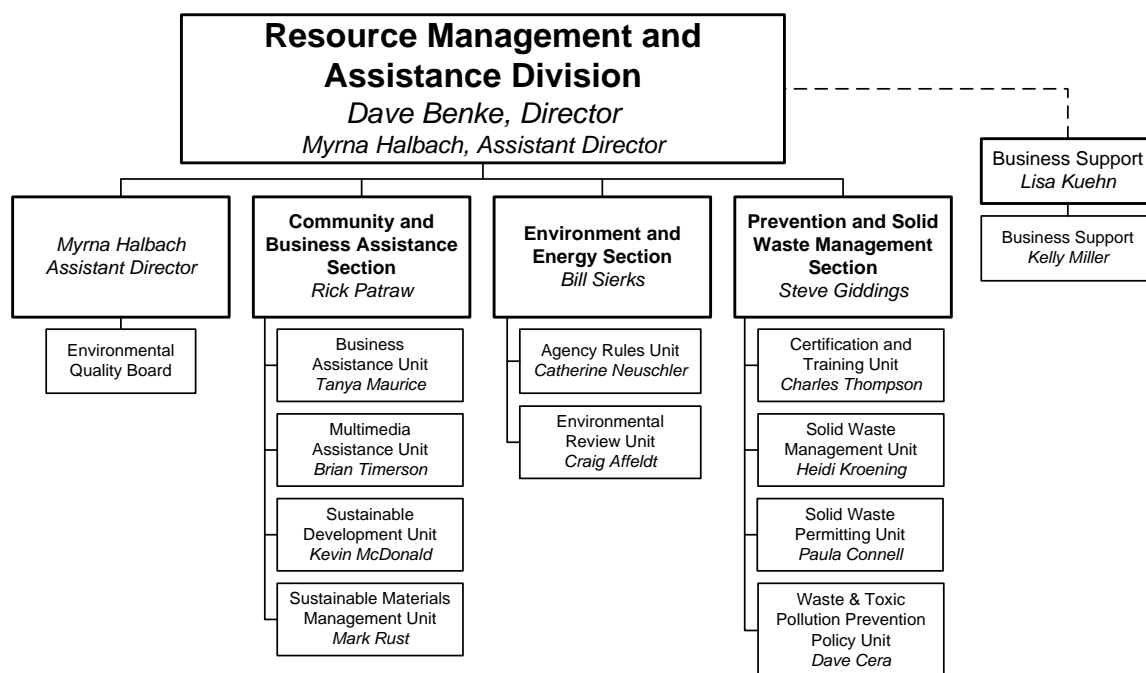 Resource Management and
Assistance Division
Dave Benke, Director
Myrna Halbach, Assistant Director
Business Support
Lisa Kuehn
Business Support
Kelly Miller
Myrna Halbach
Assistant Director
Environmental
Quality Board
Community and
Business Assistance
Section
Rick Patraw
Business
Assistance Unit
Tanya Maurice
Multimedia
Assistance Unit
Brian Timerson
Sustainable
Development Unit
Kevin McDonald
Sustainable Materials
Management Unit
Mark Rust
Environment and
Energy Section
Bill Sierks
Agency Rules Unit
Catherine Neuschler
Environmental
Review Unit
Craig Affeldt
Prevention and Solid
Waste Management
Section
Steve Giddings
Certification and
Training Unit
Charles Thompson
Solid Waste
Management Unit
Heidi Kroening
Solid Waste
Permitting Unit
Paula Connell
Waste & Toxic
Pollution Prevention
Policy Unit
Dave Cera